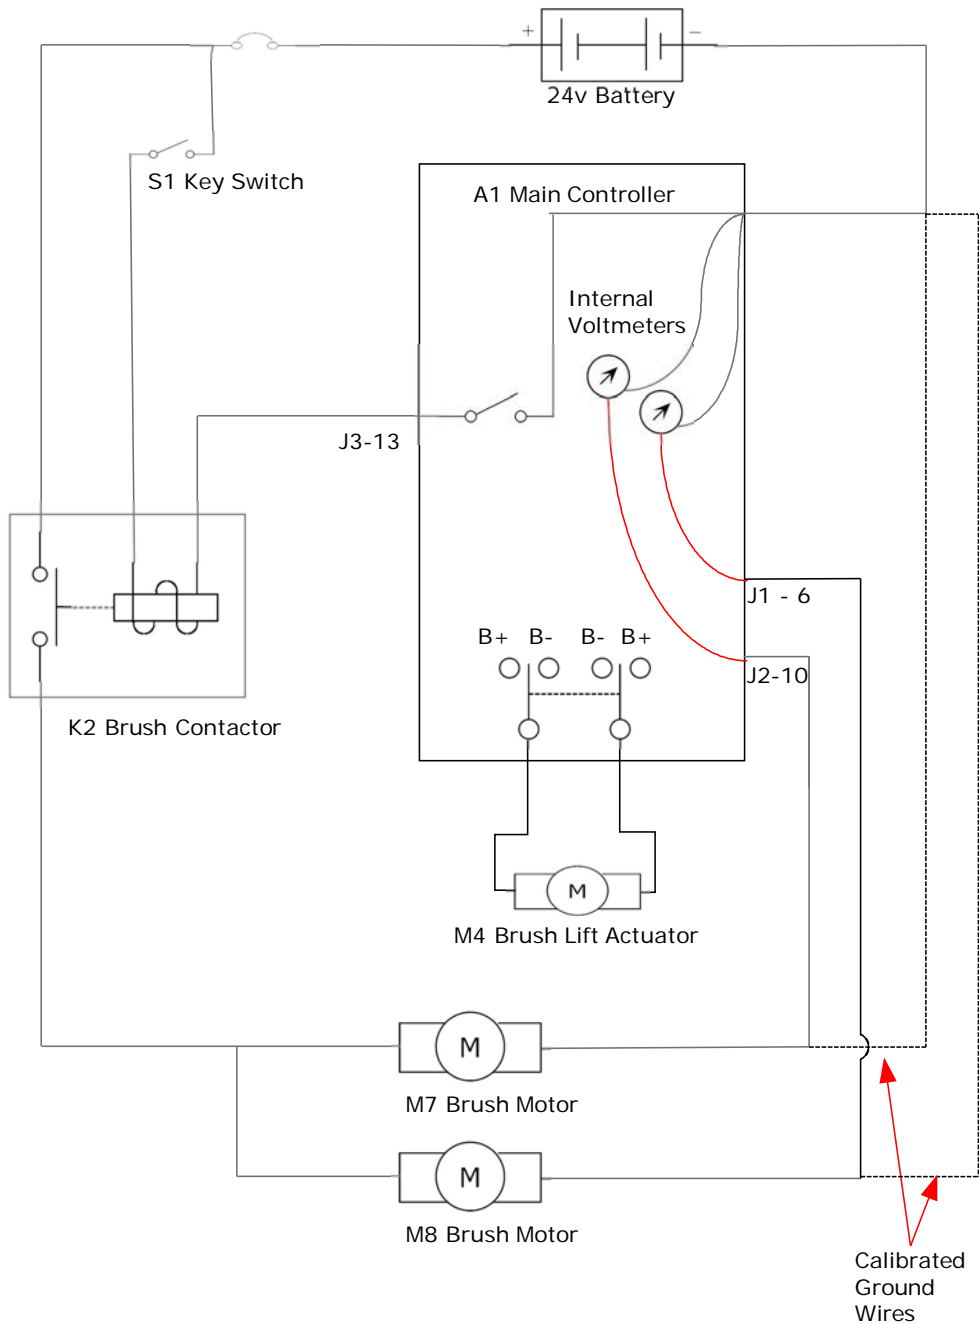 +
−
24v Battery
S1 Key Switch
A1 Main Controller
Internal
Voltmeters
J3-13
J1 - 6
B+ B- B- B+
J2-10
K2 Brush Contactor
M
M4 Brush Lift Actuator
M
M7 Brush Motor
M
M8 Brush Motor
Calibrated
Ground
Wires